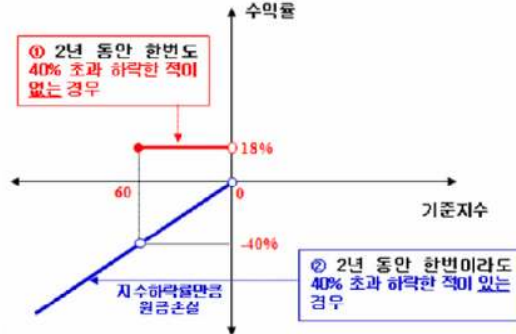 수익률
① 2년 동안 한번도
40% 초과 하락한 적이
없는 경우
18%
60
0
기준지수
-40%
② 2년 동안 한번이라도
40% 초과 하락한 적이 있는
경우
지수하락률만큼
원금손실